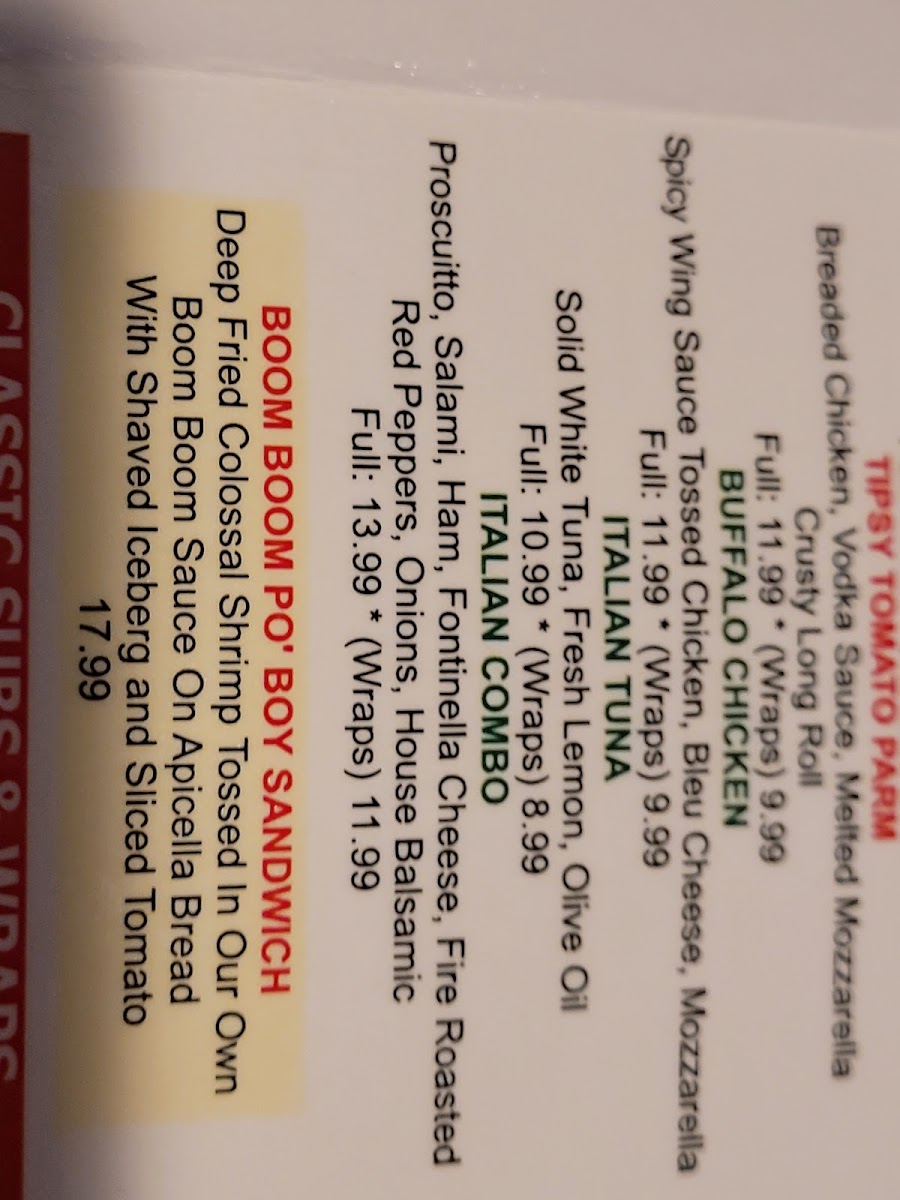 TIPSY TOMATO PARM
Breaded Chicken, Vodka Sauce, Melted Mozzarella
Crusty Long Roll
Full: 11.99 * (Wraps) 9.99
BUFFALO CHICKEN
Spicy Wing Sauce Tossed Chicken, Bleu Cheese, Mozzarella
Full: 11.99 * (Wraps) 9.99
ITALIAN TUNA
Solid White Tuna, Fresh Lemon, Olive Oil
Full: 10.99 * (Wraps) 8.99
ITALIAN COMBO
Proscuitto, Salami, Ham, Fontinella Cheese, Fire Roasted
Red Peppers, Onions, House Balsamic
Full: 13.99 * (Wraps) 11.99
BOOM BOOM PO' BOY SANDWICH
Deep Fried Colossal Shrimp Tossed In Our Own
Boom Boom Sauce On Apicella Bread
With Shaved Iceberg and Sliced Tomato
17.99
CLASSIC SUBS & WRAPS